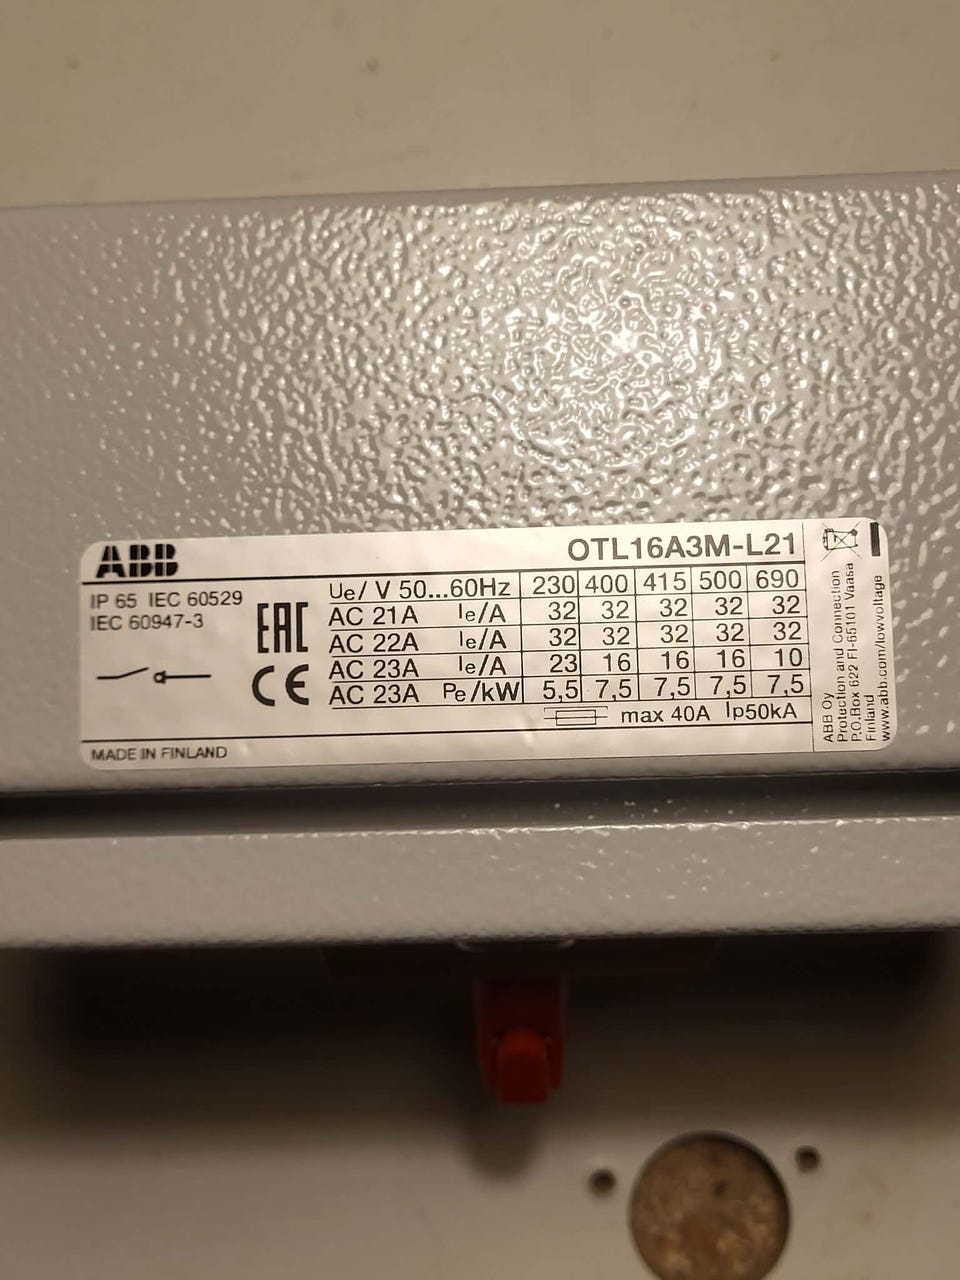 ABB
OTL16A3M-L21
IP 65 IEC 60529
IEC 60947-3
EAC
CE
Ue/ V 50...60Hz 230 400 415 500 690
AC 21A Ie/A 32 32 32 32 32
AC 22A Ie/A 32 32 32 32 32
AC 23A Ie/A 23 16 16 16 10
AC 23A Pe/kW 5,5 7,5 7,5 7,5 7,5
max 40A Ip50kA
MADE IN FINLAND
ABB Oy
Protection and Connection
P.O.Box 622 FI-65101 Vaasa
Finland
www.abb.com/lowvoltage